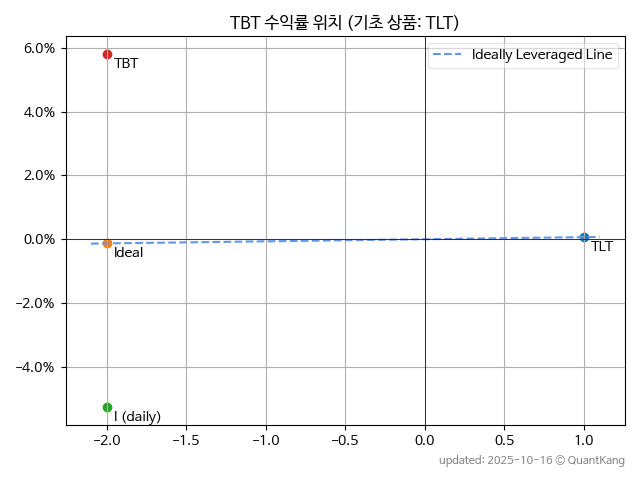 TBT 수익률 위치 (기초 상품: TLT)
6.0%
4.0%
2.0%
0.0%
-2.0%
-4.0%
TBT
Ideally Leveraged Line
Ideal
TLT
I (daily)
-2.0 -1.5 -1.0 -0.5 0.0 0.5 1.0
updated: 2025-10-16 © QuantKang